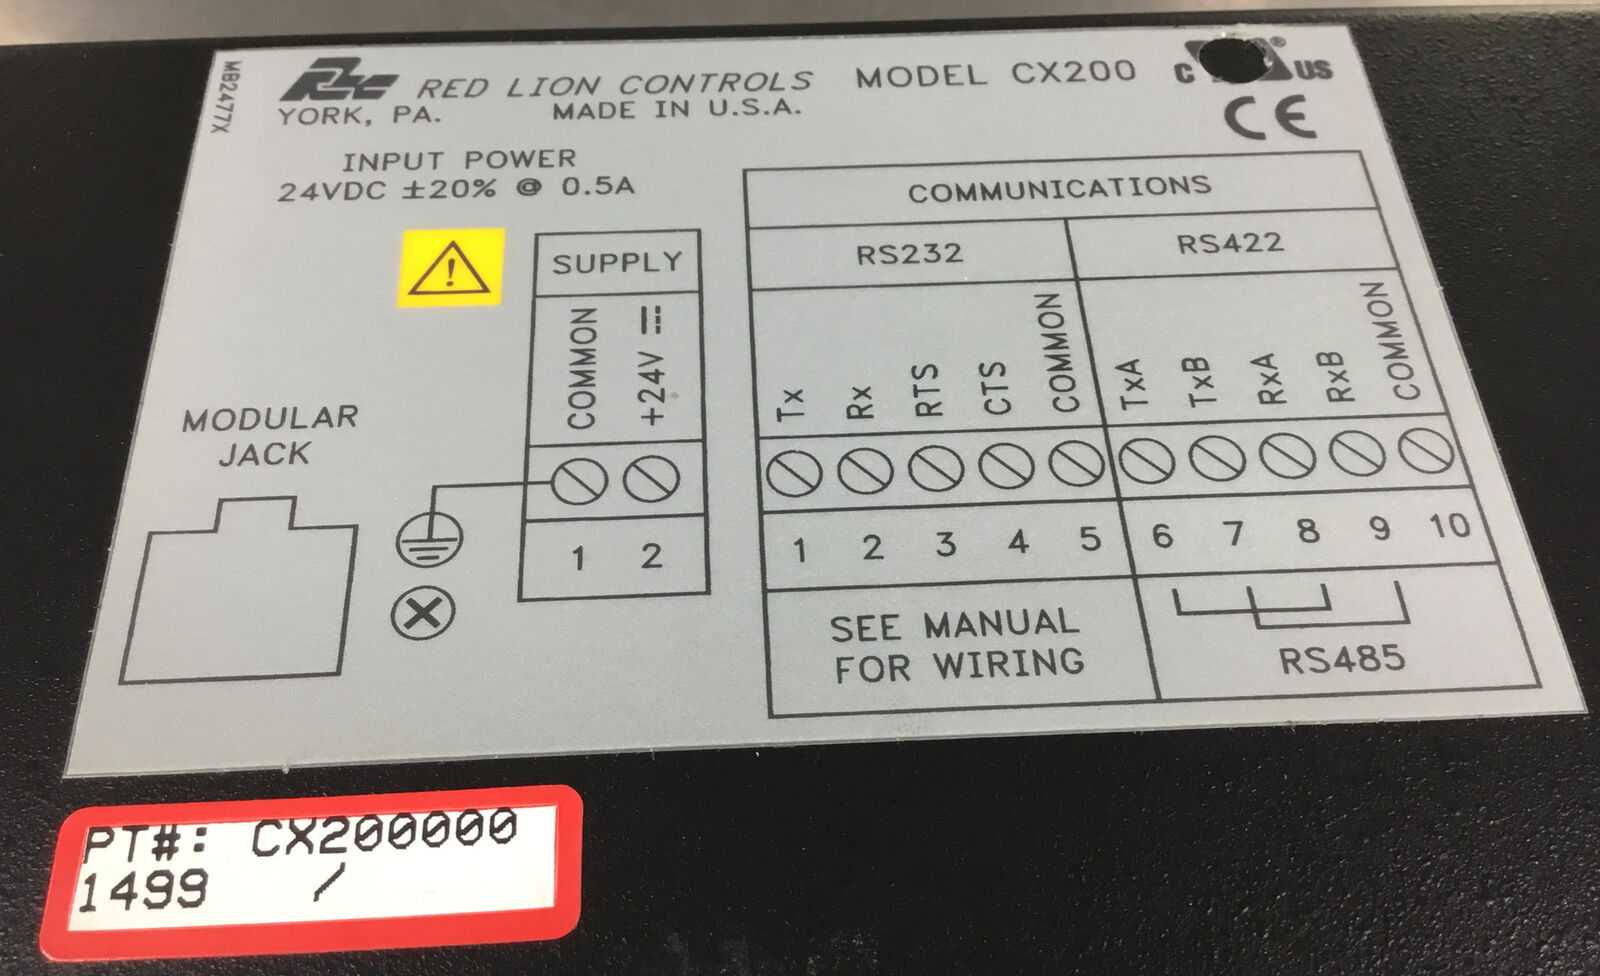 MB2477X
RLC RED LION CONTROLS
YORK, PA. MADE IN U.S.A.
MODEL CX200
C US
CE
INPUT POWER
24VDC ±20% @ 0.5A
MODULAR
JACK
SUPPLY
COMMON +24V
1 2
COMMUNICATIONS
RS232 RS422
Tx Rx RTS CTS COMMON TxA TxB RxA RxB COMMON
1 2 3 4 5 6 7 8 9 10
SEE MANUAL
FOR WIRING
RS485
PT#: CX200000
1499 /